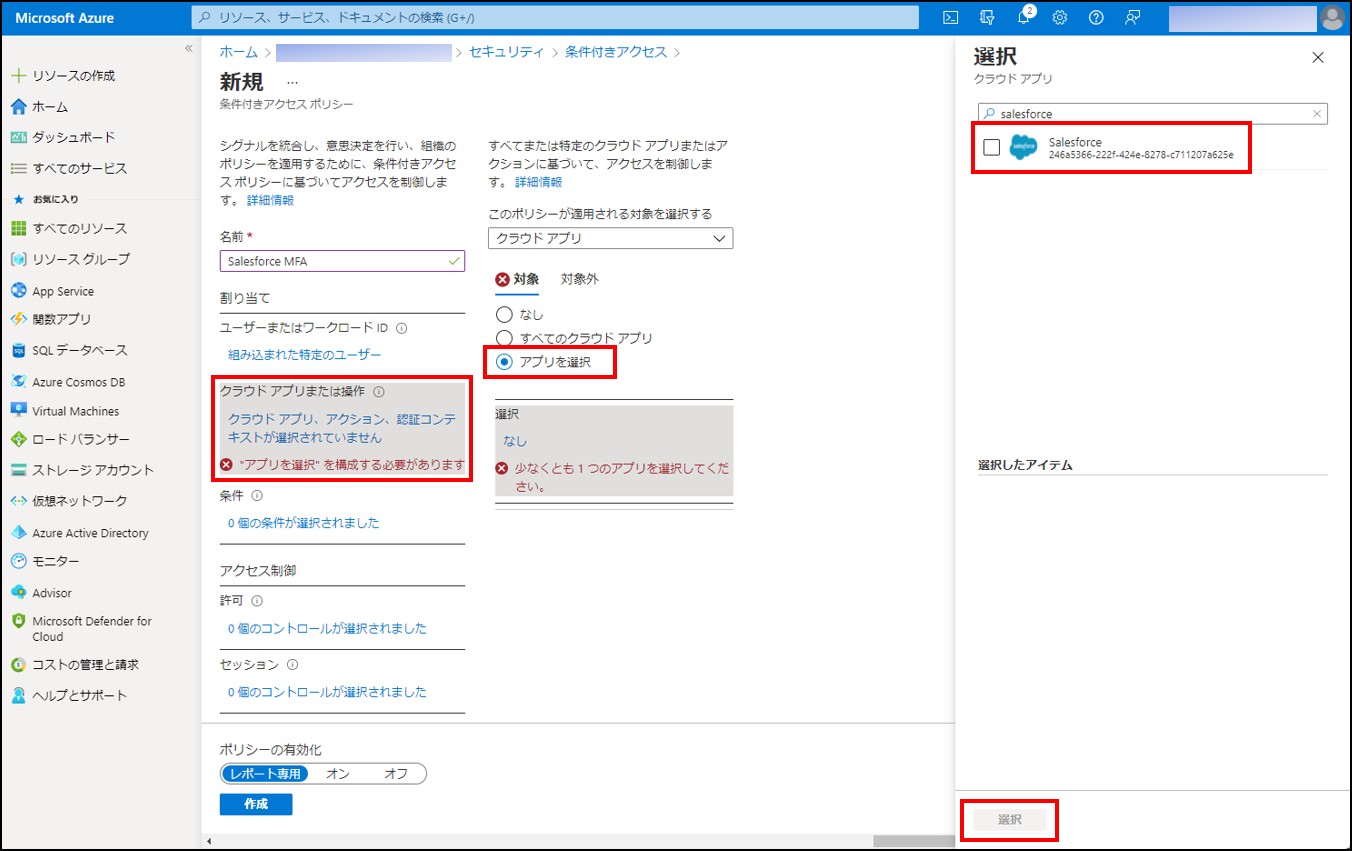 Microsoft Azure
リソース、サービス、ドキュメントの検索 (G+/)
2
«
リソースの作成
ホーム
ダッシュボード
すべてのサービス
お気に入り
すべてのリソース
リソース グループ
App Service
関数アプリ
SQL データベース
Azure Cosmos DB
Virtual Machines
ロード バランサー
ストレージ アカウント
仮想ネットワーク
Azure Active Directory
モニター
Advisor
Microsoft Defender for
Cloud
コストの管理と請求
ヘルプとサポート
ホーム > > セキュリティ > 条件付きアクセス >
新規 …
条件付きアクセス ポリシー
シグナルを統合し、意思決定を行い、組織の
ポリシーを適用するために、条件付きアクセ
ス ポリシーに基づいてアクセスを制御しま
す。 詳細情報
名前 *
Salesforce MFA
割り当て
ユーザーまたはワークロード ID
組み込まれた特定のユーザー
クラウド アプリまたは操作
クラウド アプリ、アクション、認証コンテ
キストが選択されていません
"アプリを選択" を構成する必要があります
条件
0 個の条件が選択されました
アクセス制御
許可
0 個のコントロールが選択されました
セッション
0 個のコントロールが選択されました
ポリシーの有効化
レポート専用 オン オフ
作成
すべてまたは特定のクラウド アプリまたはア
クションに基づいて、アクセスを制御しま
す。 詳細情報
このポリシーが適用される対象を選択する
クラウド アプリ
対象 対象外
なし
すべてのクラウド アプリ
アプリを選択
選択
なし
少なくとも 1 つのアプリを選択してくだ
さい。
選択
クラウド アプリ
salesforce
salesforce
Salesforce
246a5366-222f-424e-8278-c711207a625e
選択したアイテム
選択